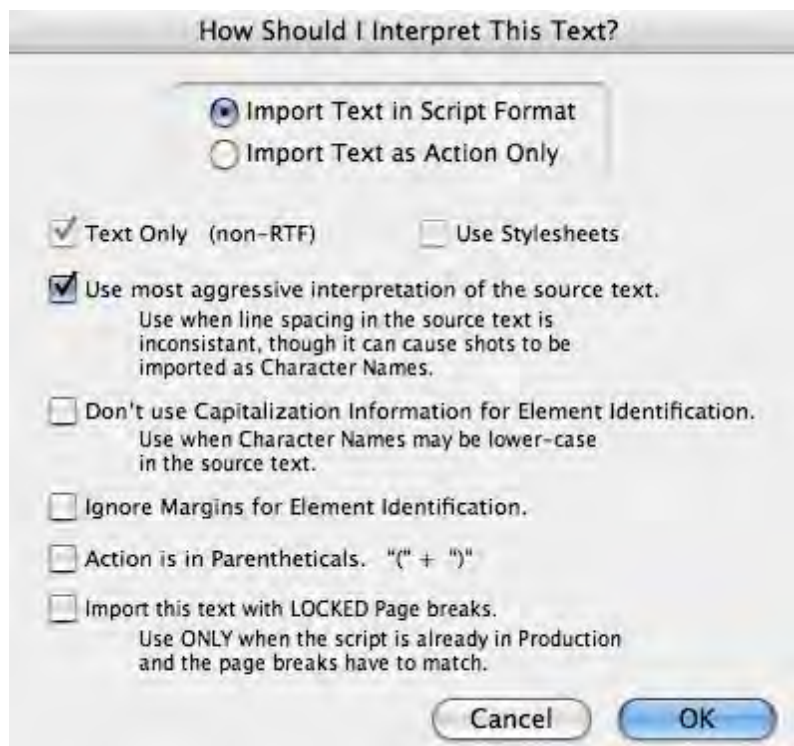 How Should I Interpret This Text?
Import Text in Script Format
Import Text as Action Only
Text Only (non-RTF) Use Stylesheets
Use most aggressive interpretation of the source text.
Use when line spacing in the source text is
inconsistant, though it can cause shots to be
imported as Character Names.
Don't use Capitalization Information for Element Identification.
Use when Character Names may be lower-case
in the source text.
Ignore Margins for Element Identification.
Action is in Parentheticals. "(" + ")"
Import this text with LOCKED Page breaks.
Use ONLY when the script is already in Production
and the page breaks have to match.
Cancel OK